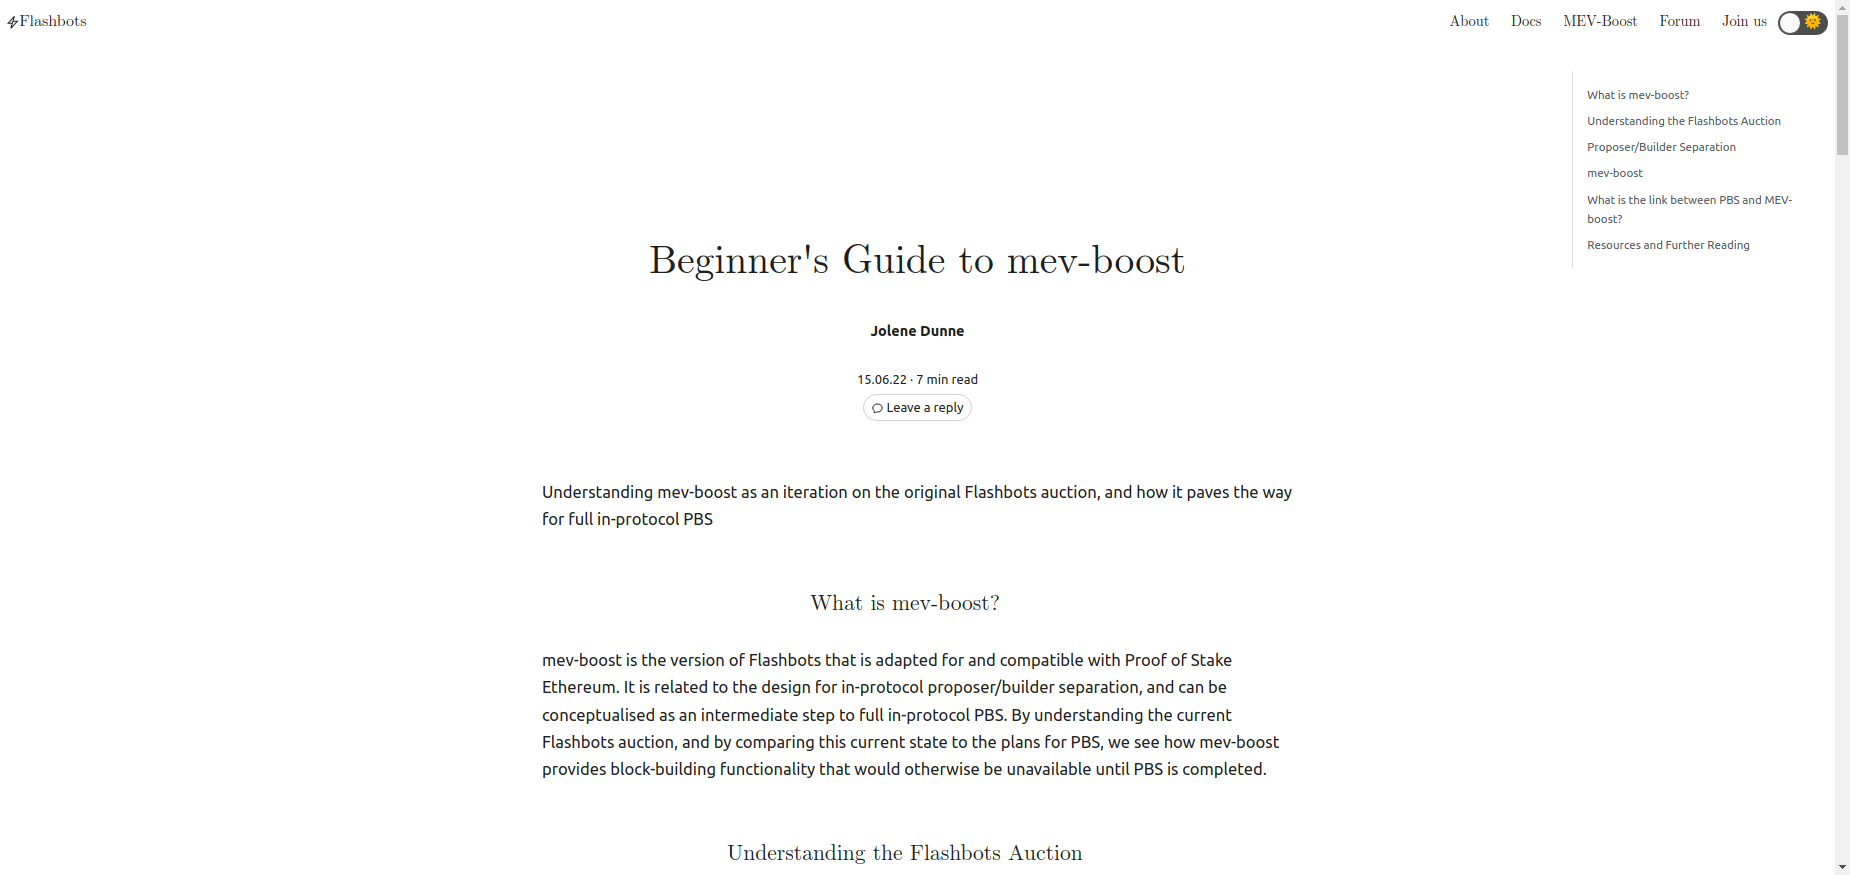 Flashbots
About Docs MEV-Boost Forum Join us
What is mev-boost?
Understanding the Flashbots Auction
Proposer/Builder Separation
mev-boost
What is the link between PBS and MEV-
boost?
Resources and Further Reading
Beginner's Guide to mev-boost
Jolene Dunne
15.06.22 · 7 min read
Leave a reply
Understanding mev-boost as an iteration on the original Flashbots auction, and how it paves the way
for full in-protocol PBS
What is mev-boost?
mev-boost is the version of Flashbots that is adapted for and compatible with Proof of Stake
Ethereum. It is related to the design for in-protocol proposer/builder separation, and can be
conceptualised as an intermediate step to full in-protocol PBS. By understanding the current
Flashbots auction, and by comparing this current state to the plans for PBS, we see how mev-boost
provides block-building functionality that would otherwise be unavailable until PBS is completed.
Understanding the Flashbots Auction